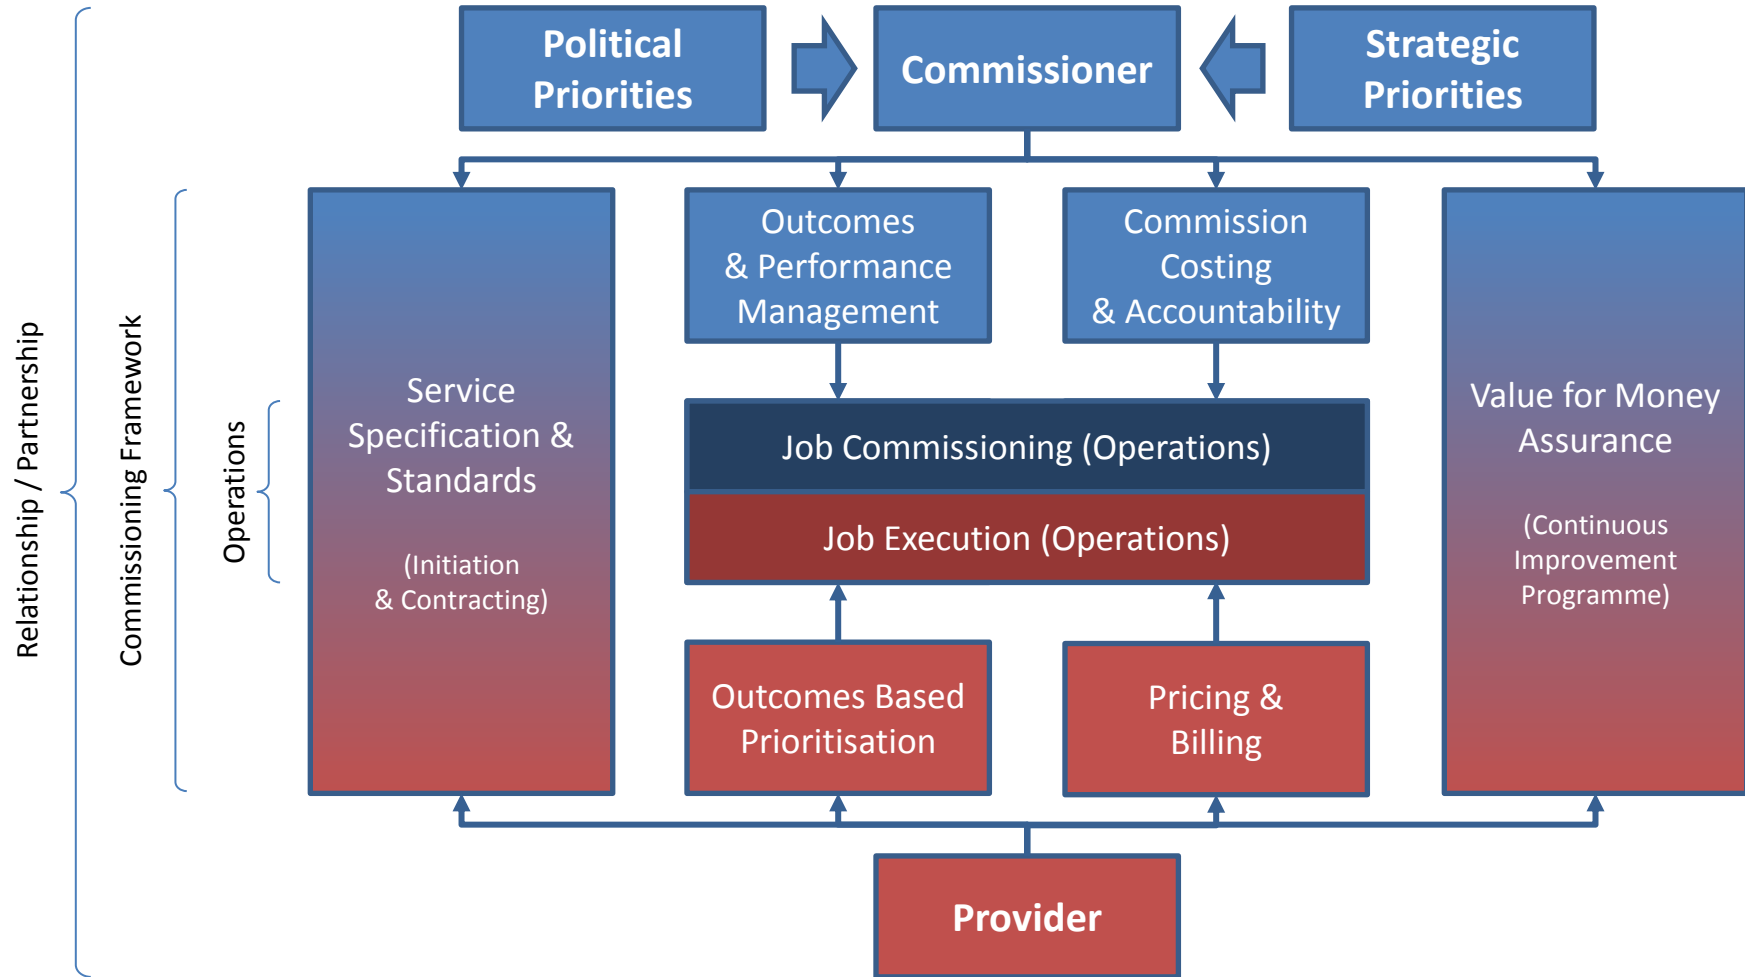 Political
Priorities
Commissioner
Strategic
Priorities
Relationship / Partnership
Commissioning Framework
Operations
Service
Specification &
Standards
(Initiation
& Contracting)
Outcomes
& Performance
Management
Commission
Costing
& Accountability
Value for Money
Assurance
(Continuous
Improvement
Programme)
Job Commissioning (Operations)
Job Execution (Operations)
Outcomes Based
Prioritisation
Pricing &
Billing
Provider